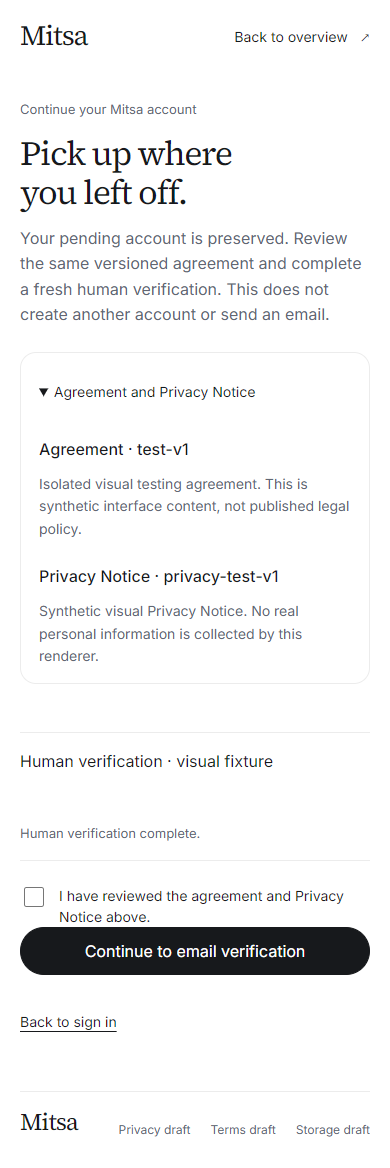 Mitsa
Back to overview ↗
Continue your Mitsa account
Pick up where
you left off.
Your pending account is preserved. Review
the same versioned agreement and complete
a fresh human verification. This does not
create another account or send an email.
▼ Agreement and Privacy Notice
Agreement · test-v1
Isolated visual testing agreement. This is
synthetic interface content, not published legal
policy.
Privacy Notice · privacy-test-v1
Synthetic visual Privacy Notice. No real
personal information is collected by this
renderer.
Human verification · visual fixture
Human verification complete.
I have reviewed the agreement and Privacy
Notice above.
Continue to email verification
Back to sign in
Mitsa
Privacy draft
Terms draft
Storage draft